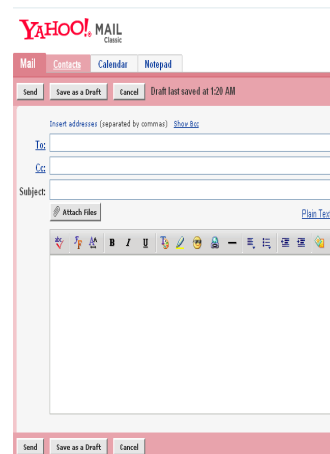 YAHOO! MAIL
Classic
Mail Contacts Calendar Notepad
Send Save as a Draft Cancel Draft last saved at 1:20 AM
Insert addresses (separated by commas) Show Bcc
To:
Cc:
Subject:
Attach Files
Plain Text
B I U
Send Save as a Draft Cancel